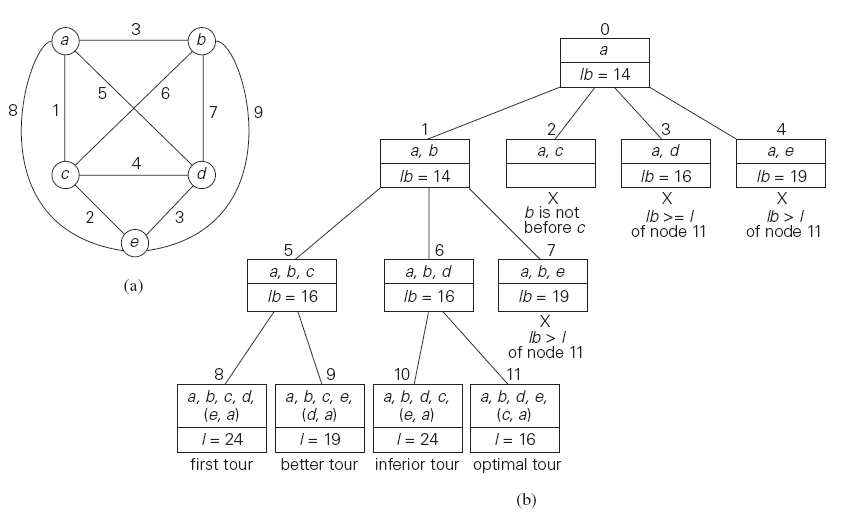 a
3
b
8
5
6
1
7
9
c
4
d
2
3
e
(a)
0
a
lb = 14
1
2
3
4
a, b
a, c
a, d
a, e
lb = 14
lb = 16
lb = 19
X
b is not
before c
X
lb >= l
of node 11
X
lb > l
of node 11
5
6
7
a, b, c
a, b, d
a, b, e
lb = 16
lb = 16
lb = 19
X
lb > l
of node 11
8
9
10
11
a, b, c, d,
(e, a)
l = 24
first tour
a, b, c, e,
(d, a)
l = 19
better tour
a, b, d, c,
(e, a)
l = 24
inferior tour
a, b, d, e,
(c, a)
l = 16
optimal tour
(b)